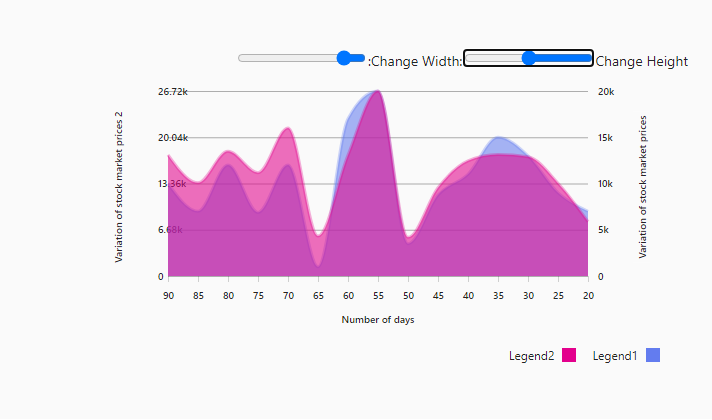 :Change Width: Change Height
Variation of stock market prices 2
26.72k
20.04k
13.36k
6.68k
0
20k
15k
10k
5k
0
Variation of stock market prices
90 85 80 75 70 65 60 55 50 45 40 35 30 25 20
Number of days
Legend2 Legend1